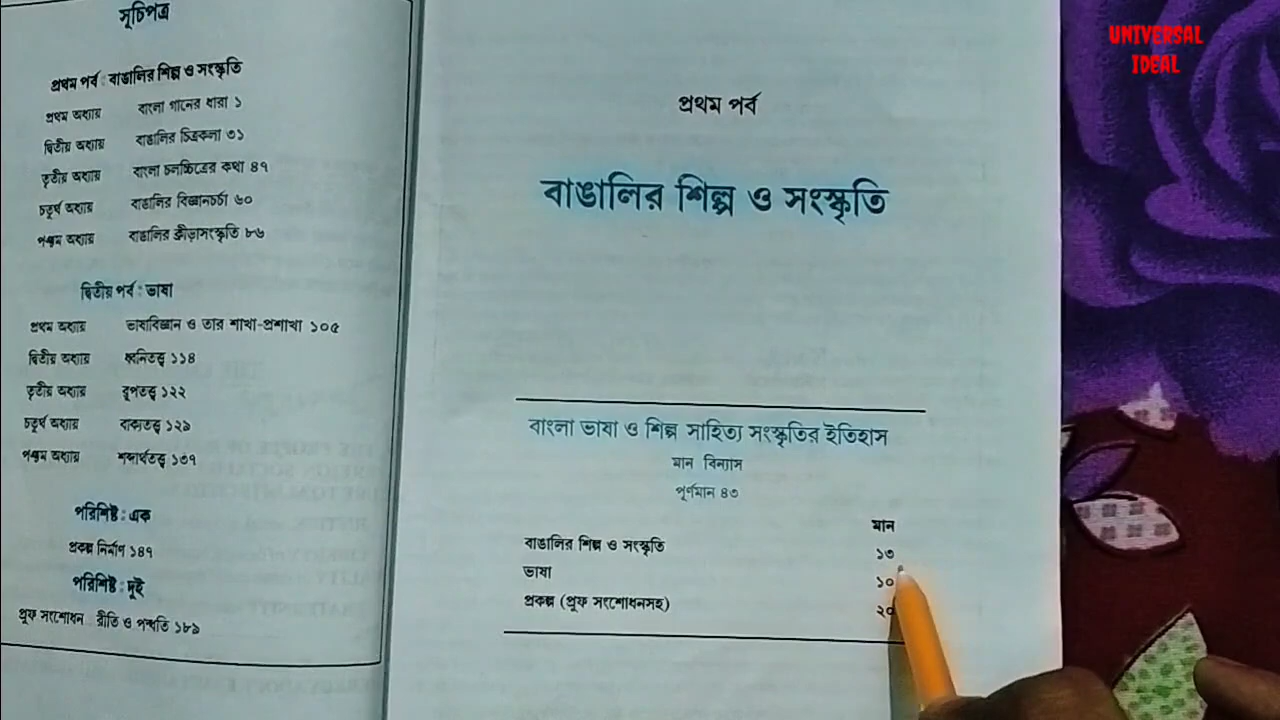 সূচিপত্র
প্রথম পর্ব : বাঙালির শিল্প ও সংস্কৃতি
প্রথম অধ্যায় বাংলা গানের ধারা ১
দ্বিতীয় অধ্যায় বাঙালির চিত্রকলা ৩১
তৃতীয় অধ্যায় বাংলা চলচ্চিত্রের কথা ৪৭
চতুর্থ অধ্যায় বাঙালির বিজ্ঞানচর্চা ৬০
পঞ্চম অধ্যায় বাঙালির ক্রীড়াসংস্কৃতি ৮৬
দ্বিতীয় পর্ব : ভাষা
প্রথম অধ্যায় ভাষাবিজ্ঞান ও তার শাখা-প্রশাখা ১০৫
দ্বিতীয় অধ্যায় ধ্বনিতত্ত্ব ১১৪
তৃতীয় অধ্যায় রূপতত্ত্ব ১২২
চতুর্থ অধ্যায় বাক্যতত্ত্ব ১২৯
পঞ্চম অধ্যায় শব্দার্থতত্ত্ব ১৩৭
পরিশিষ্ট : এক
প্রকল্প নির্মাণ ১৪৭
পরিশিষ্ট : দুই
প্রুফ সংশোধন : রীতি ও পদ্ধতি ১৮৯
প্রথম পর্ব
বাঙালির শিল্প ও সংস্কৃতি
বাংলা ভাষা ও শিল্প সাহিত্য সংস্কৃতির ইতিহাস
মান বিন্যাস
পূর্ণমান ৪৩
মান
বাঙালির শিল্প ও সংস্কৃতি ১৩
ভাষা ১০
প্রকল্প (প্রুফ সংশোধনসহ) ২০
UNIVERSAL
IDEAL